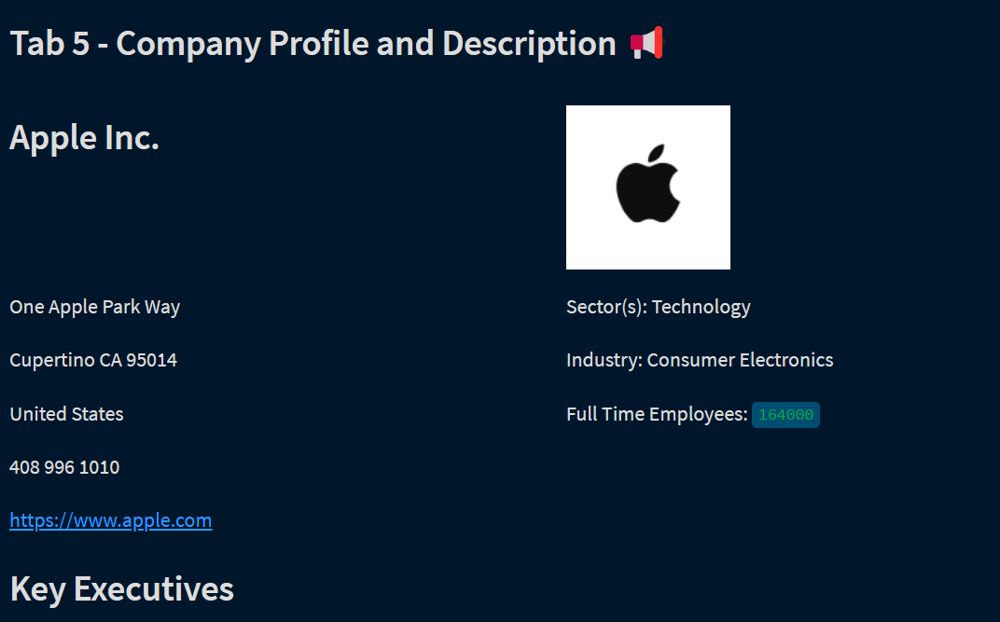 Tab 5 - Company Profile and Description
Apple Inc.
One Apple Park Way
Sector(s): Technology
Cupertino CA 95014
Industry: Consumer Electronics
United States
Full Time Employees: 164000
408 996 1010
https://www.apple.com
Key Executives